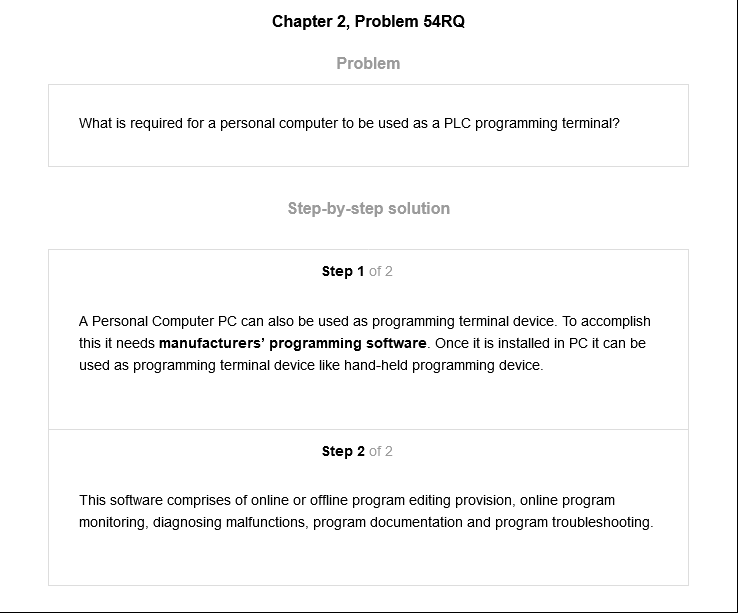 Chapter 2, Problem 54RQ
Problem
What is required for a personal computer to be used as a PLC programming terminal?
Step-by-step solution
Step 1 of 2
A Personal Computer PC can also be used as programming terminal device. To accomplish
this it needs manufacturers’ programming software. Once it is installed in PC it can be
used as programming terminal device like hand-held programming device.
Step 2 of 2
This software comprises of online or offline program editing provision, online program
monitoring, diagnosing malfunctions, program documentation and program troubleshooting.